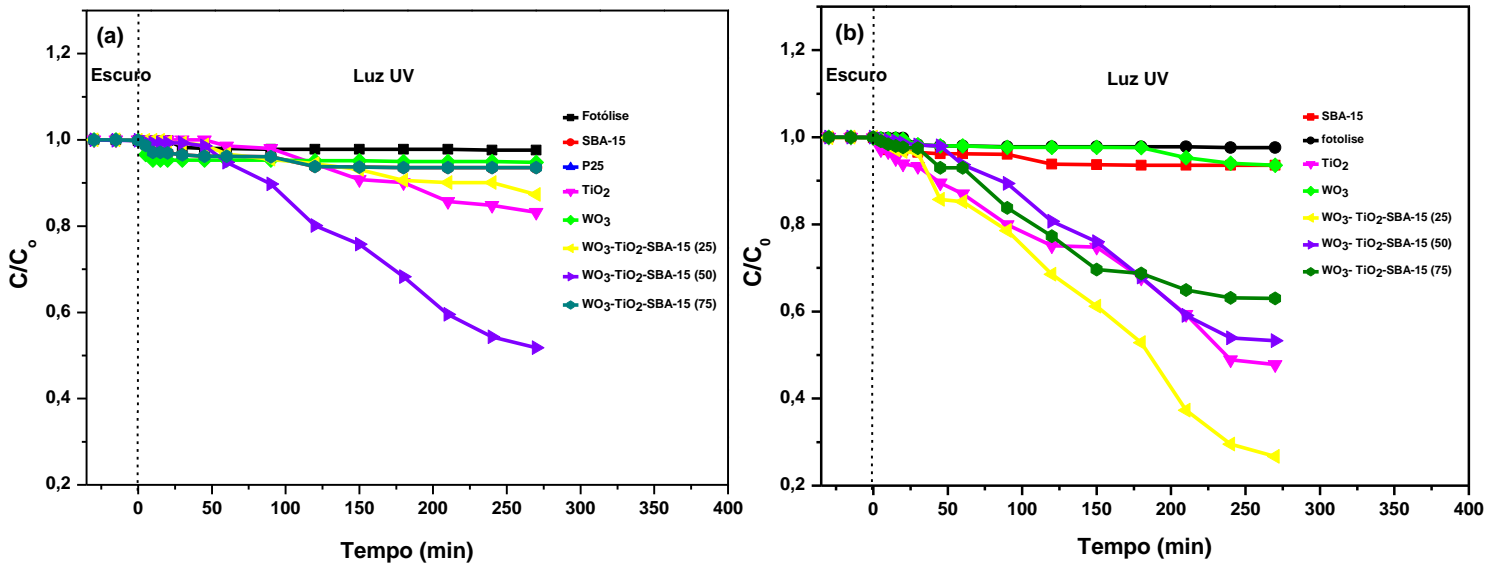 (a)
Escuro
Luz UV
Fotólise
SBA-15
P25
TiO2
WO3
WO3-TiO2-SBA-15 (25)
WO3-TiO2-SBA-15 (50)
WO3-TiO2-SBA-15 (75)
1,2
1,0
0,8
0,6
0,4
0,2
C/Co
0 50 100 150 200 250 300 350 400
Tempo (min)
(b)
Escuro
Luz UV
SBA-15
fotolise
TiO2
WO3
WO3- TiO2-SBA-15 (25)
WO3- TiO2-SBA-15 (50)
WO3- TiO2-SBA-15 (75)
1,2
1,0
0,8
0,6
0,4
0,2
C/C0
0 50 100 150 200 250 300 350 400
Tempo (min)